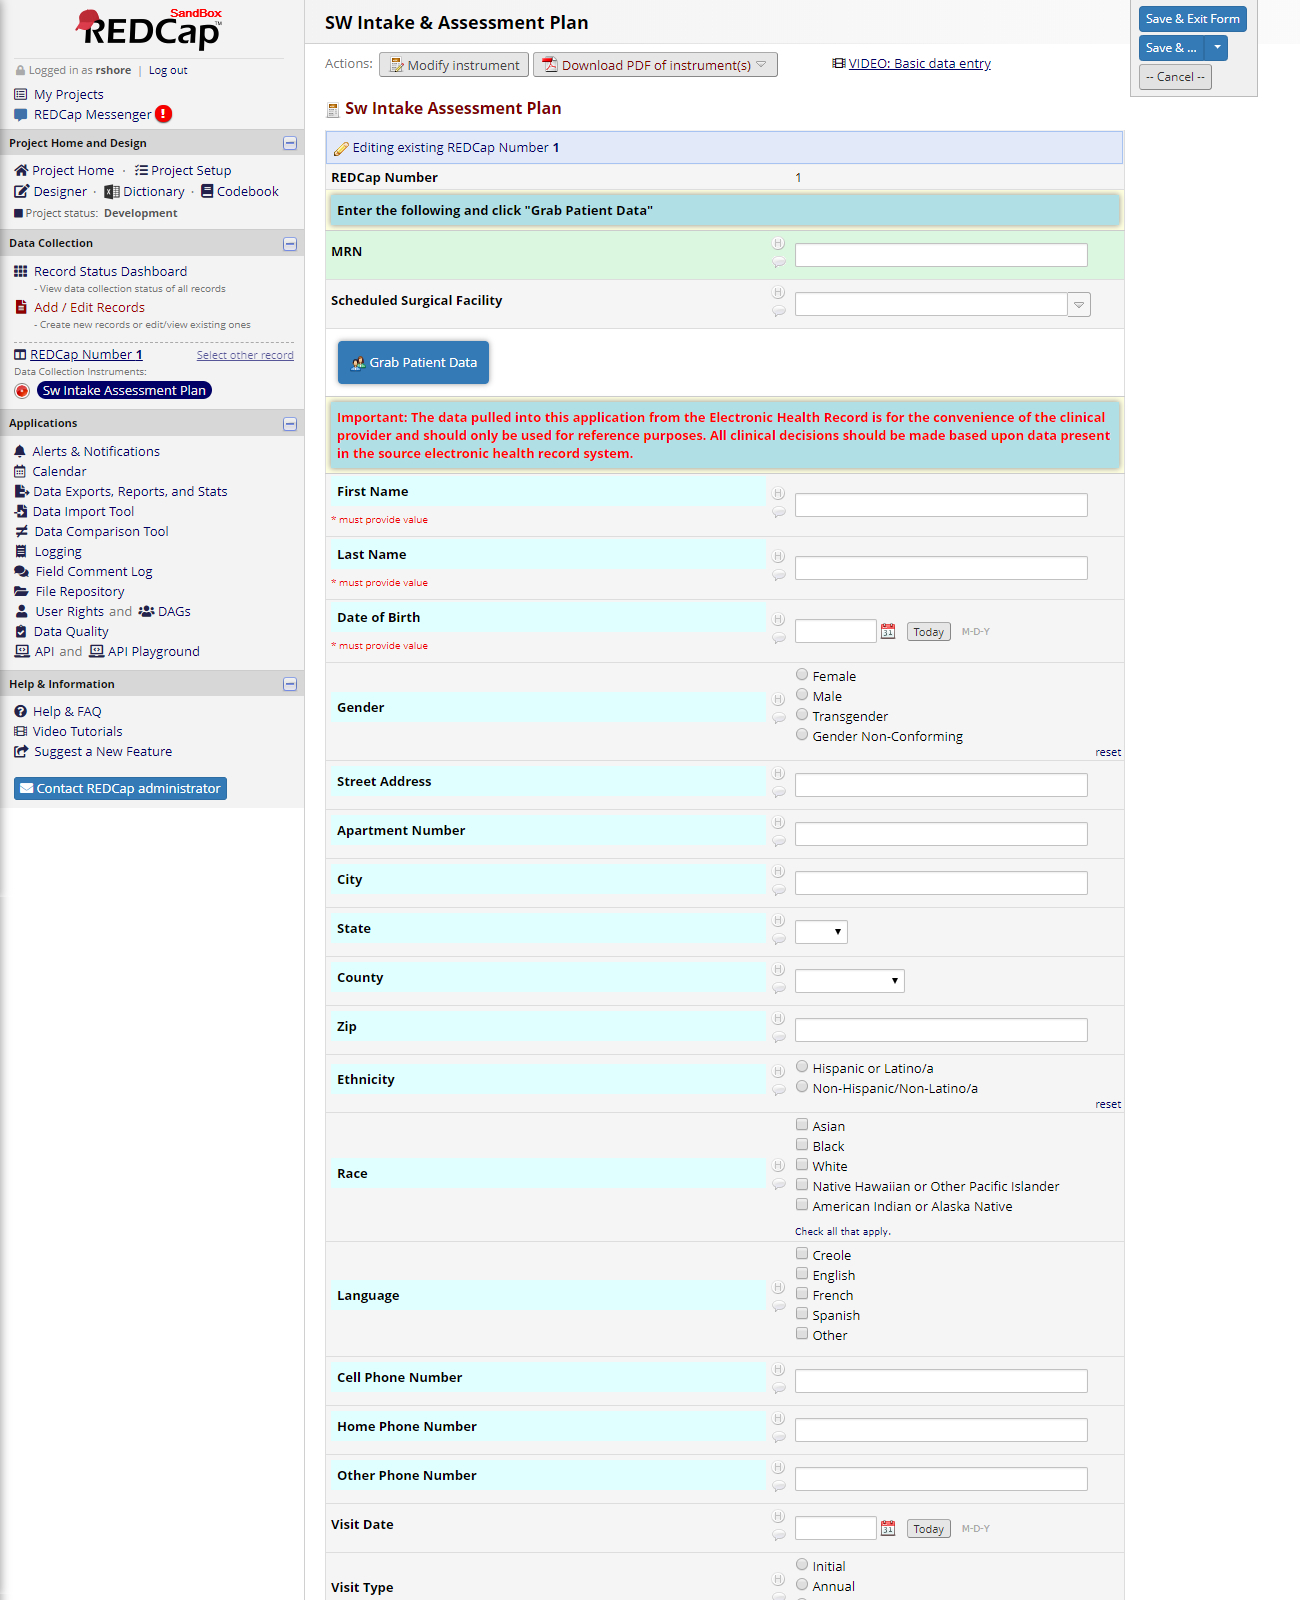 SandBox
REDCap™
Logged in as rshore | Log out
My Projects
REDCap Messenger !
Project Home and Design
Project Home · Project Setup
Designer · Dictionary · Codebook
Project status: Development
Data Collection
Record Status Dashboard
- View data collection status of all records
Add / Edit Records
- Create new records or edit/view existing ones
REDCap Number 1 Select other record
Data Collection Instruments:
Sw Intake Assessment Plan
Applications
Alerts & Notifications
Calendar
Data Exports, Reports, and Stats
Data Import Tool
Data Comparison Tool
Logging
Field Comment Log
File Repository
User Rights and DAGs
Data Quality
API and API Playground
Help & Information
Help & FAQ
Video Tutorials
Suggest a New Feature
Contact REDCap administrator
SW Intake & Assessment Plan
Save & Exit Form
Save & ...
-- Cancel --
Actions: Modify instrument Download PDF of instrument(s) VIDEO: Basic data entry
Sw Intake Assessment Plan
Editing existing REDCap Number 1
REDCap Number 1
Enter the following and click "Grab Patient Data"
MRN H
Scheduled Surgical Facility H
Grab Patient Data
Important: The data pulled into this application from the Electronic Health Record is for the convenience of the clinical
provider and should only be used for reference purposes. All clinical decisions should be made based upon data present
in the source electronic health record system.
First Name H
* must provide value
Last Name H
* must provide value
Date of Birth H 31 Today M-D-Y
* must provide value
Gender H
Female
Male
Transgender
Gender Non-Conforming
reset
Street Address H
Apartment Number H
City H
State H
County H
Zip H
Ethnicity H
Hispanic or Latino/a
Non-Hispanic/Non-Latino/a
reset
Race H
Asian
Black
White
Native Hawaiian or Other Pacific Islander
American Indian or Alaska Native
Check all that apply.
Language H
Creole
English
French
Spanish
Other
Cell Phone Number H
Home Phone Number H
Other Phone Number H
Visit Date H 31 Today M-D-Y
Visit Type H
Initial
Annual